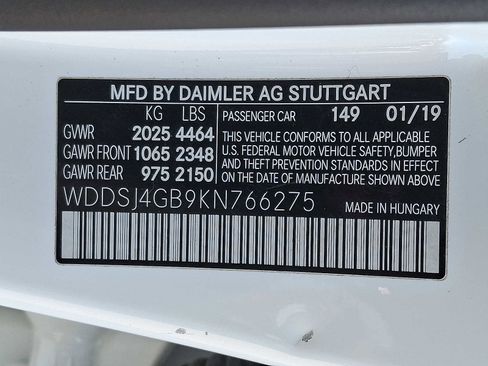 MFD BY DAIMLER AG STUTTGART
KG LBS PASSENGER CAR 149 01/19
GVWR 2025 4464 THIS VEHICLE CONFORMS TO ALL APPLICABLE
GAWR FRONT 1065 2348 U.S. FEDERAL MOTOR VEHICLE SAFETY,BUMPER,
GAWR REAR 975 2150 AND THEFT PREVENTION STANDARDS IN EFFECT
ON THE DATE OF MANUFACTURE SHOWN ABOVE.
WDDSJ4GB9KN766275 MADE IN HUNGARY